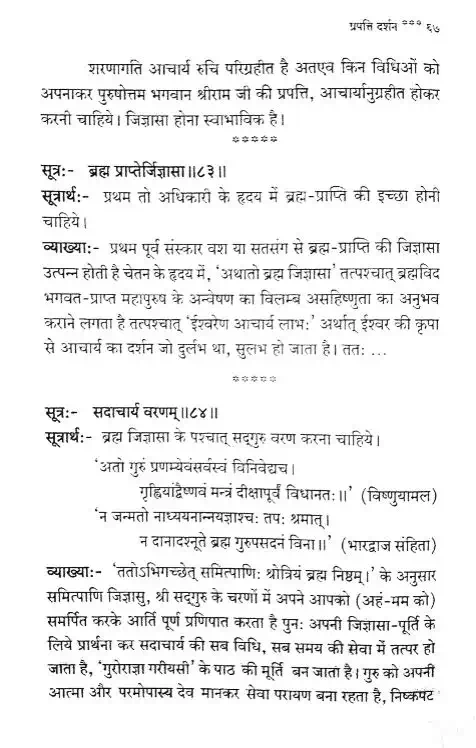 प्रपत्ति दर्शन *** ६७
शरणागति आचार्य रुचि परिग्रहीत है अतएव किन विधिओं को
अपनाकर पुरुषोत्तम भगवान श्रीराम जी की प्रपत्ति, आचार्यानुग्रहीत होकर
करनी चाहिये। जिज्ञासा होना स्वाभाविक है।
*****
सूत्र:- ब्रह्म प्राप्तेर्जिज्ञासा॥८३॥
सूत्रार्थ:- प्रथम तो अधिकारी के हृदय में ब्रह्म-प्राप्ति की इच्छा होनी
चाहिये।
व्याख्या:- प्रथम पूर्व संस्कार वश या सतसंग से ब्रह्म-प्राप्ति की जिज्ञासा
उत्पन्न होती है चेतन के हृदय में, 'अथातो ब्रह्म जिज्ञासा' तत्पश्चात् ब्रह्मविद
भगवत-प्राप्त महापुरुष के अन्वेषण का विलम्ब असहिष्णुता का अनुभव
कराने लगता है तत्पश्चात् 'ईश्वरेण आचार्य लाभ:' अर्थात् ईश्वर की कृपा
से आचार्य का दर्शन जो दुर्लभ था, सुलभ हो जाता है। तत: ...
*****
सूत्र:- सदाचार्य वरणम्॥८४॥
सूत्रार्थ:- ब्रह्म जिज्ञासा के पश्चात् सद्गुरु वरण करना चाहिये।
'अतो गुरुं प्रणम्येवंसर्वस्वं विनिवेद्यच।
गृह्णियांद्वैष्णवं मन्त्रं दीक्षापूर्वं विधानत:॥' (विष्णुयामल)
'न जन्मतो नाध्ययनान्नयज्ञाश्च: तप: श्रमात्।
न दानादश्नूते ब्रह्म गुरुपसदनं विना॥' (भारद्वाज संहिता)
व्याख्या:- 'ततोऽभिगच्छेत् समित्पाणि: श्रोत्रियं ब्रह्म निष्ठम्।' के अनुसार
समित्पाणि जिज्ञासु, श्री सद्गुरु के चरणों में अपने आपको (अहं-मम को)
समर्पित करके आर्ति पूर्ण प्रणिपात करता है पुन: अपनी जिज्ञासा-पूर्ति के
लिये प्रार्थना कर सदाचार्य की सब विधि, सब समय की सेवा में तत्पर हो
जाता है, 'गुरोराज्ञा गरीयसी' के पाठ की मूर्ति बन जाता है। गुरु को अपनी
आत्मा और परमोपास्य देव मानकर सेवा परायण बना रहता है, निष्कपट